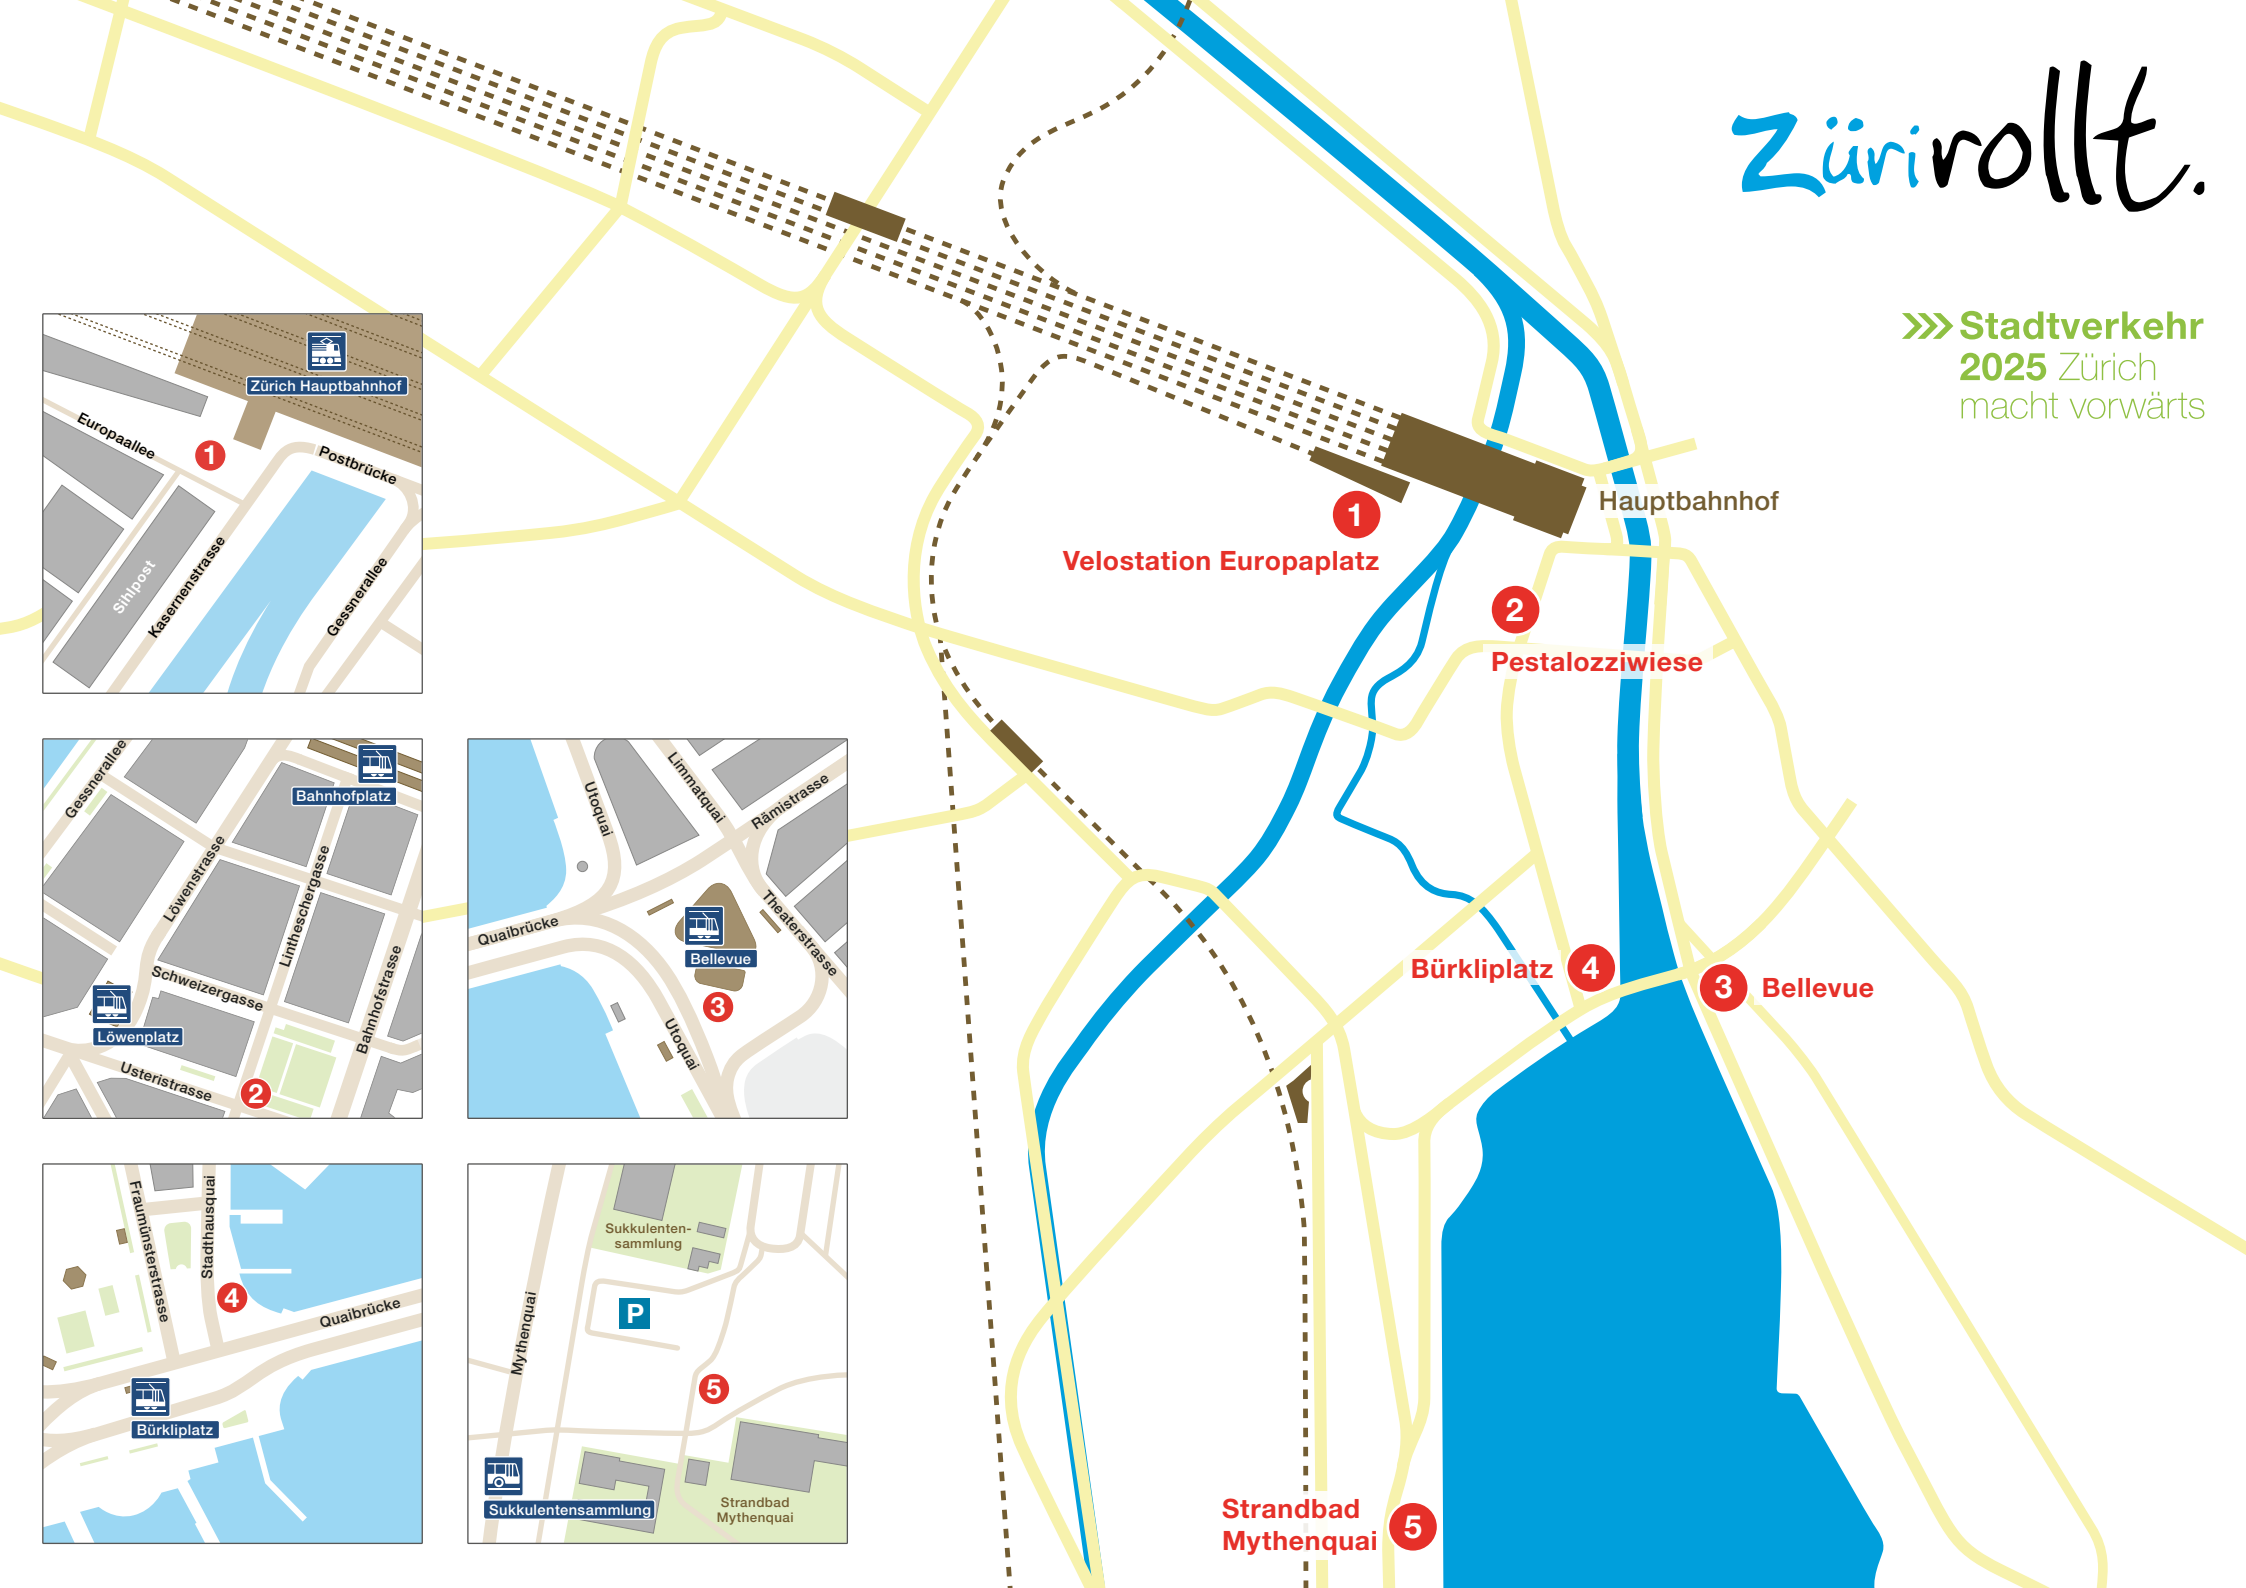 Züri rollt.
Stadtverkehr
2025 Zürich
macht vorwärts
Hauptbahnhof
1
Velostation Europaplatz
2
Pestalozziwiese
Bürkliplatz
4
3
Bellevue
Strandbad
Mythenquai
5
Zürich Hauptbahnhof
Europaallee
1
Postbrücke
Sihlpost
Kasernenstrasse
Gessnerallee
Gessnerallee
Bahnhofplatz
Löwenstrasse
Lintheschergasse
Schweizergasse
Bahnhofstrasse
Löwenplatz
Usteristrasse
2
Utoquai
Limmatquai
Rämistrasse
Quaibrücke
Theaterstrasse
Bellevue
3
Utoquai
Fraumünsterstrasse
Stadthausquai
4
Quaibrücke
Bürkliplatz
Sukkulenten-
sammlung
Mythenquai
P
5
Sukkulentensammlung
Strandbad
Mythenquai